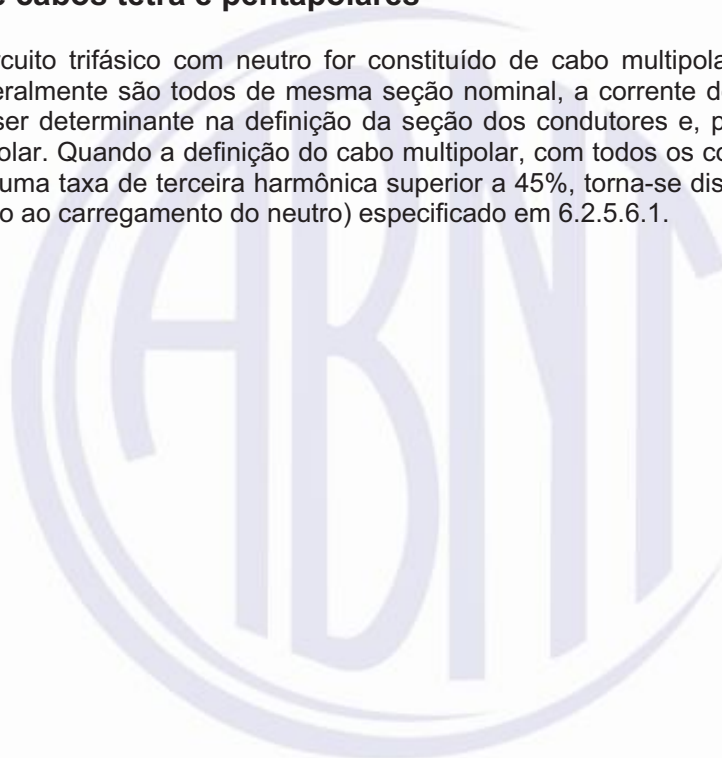 e cabos tetra e pentapolares
rcuito trifásico com neutro for constituído de cabo multipola
eralmente são todos de mesma seção nominal, a corrente d
ser determinante na definição da seção dos condutores e, p
olar. Quando a definição do cabo multipolar, com todos os co
uma taxa de terceira harmônica superior a 45%, torna-se dis
o ao carregamento do neutro) especificado em 6.2.5.6.1.
ABNT